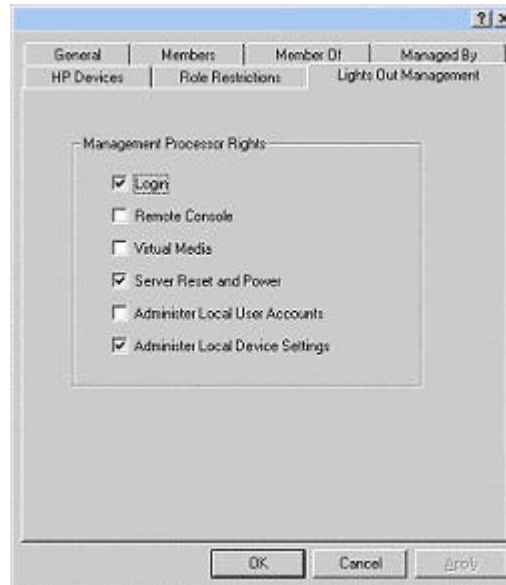 General Members Member Of Managed By
HP Devices Role Restrictions Lights Out Management
Management Processor Rights
Login
Remote Console
Virtual Media
Server Reset and Power
Administer Local User Accounts
Administer Local Device Settings
OK Cancel Apply